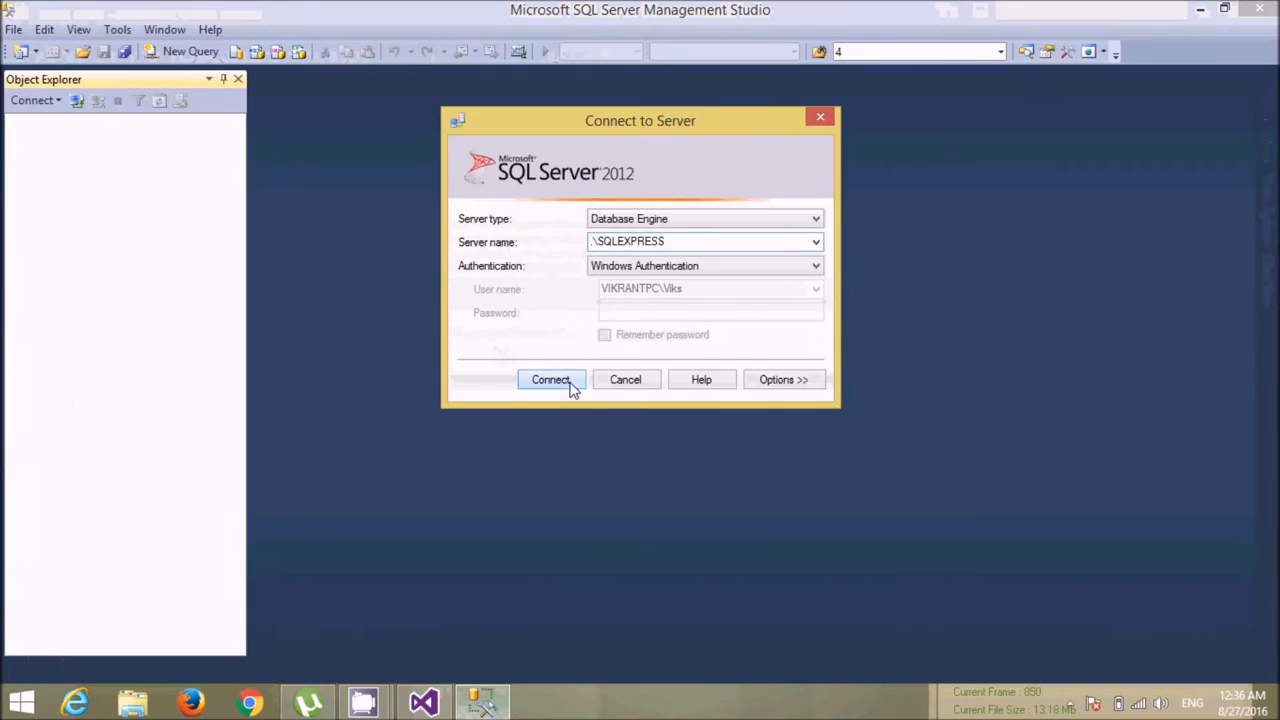 Microsoft SQL Server Management Studio
File Edit View Tools Window Help
New Query 4
Object Explorer
Connect
Connect to Server
Microsoft
SQL Server 2012
Server type: Database Engine
Server name: .\SQLEXPRESS
Authentication: Windows Authentication
User name: VIKRANTPC\Viks
Password:
Remember password
Connect Cancel Help Options >>
Current Frame : 850
Current File Size : 13.18 Mb
ENG
12:36 AM
8/27/2016